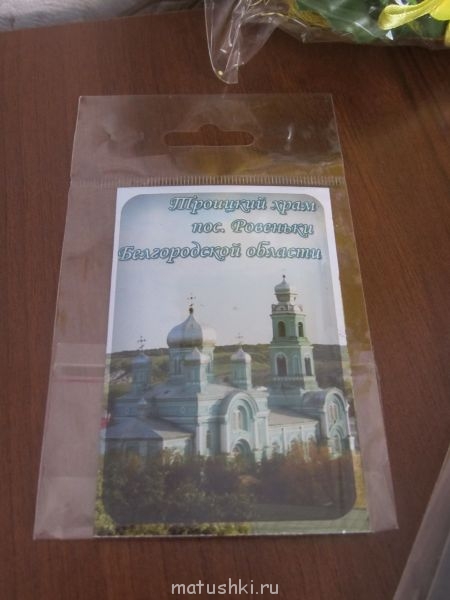 Троицкий храм
пос. Ровеньки
Белгородской области
matushki.ru